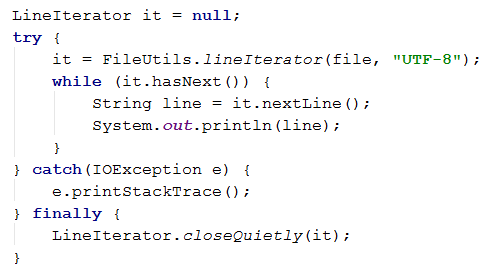 LineIterator it = null;
try {
    it = FileUtils.lineIterator(file, "UTF-8");
    while (it.hasNext()) {
        String line = it.nextLine();
        System.out.println(line);
    }
} catch(IOException e) {
    e.printStackTrace();
} finally {
    LineIterator.closeQuietly(it);
}